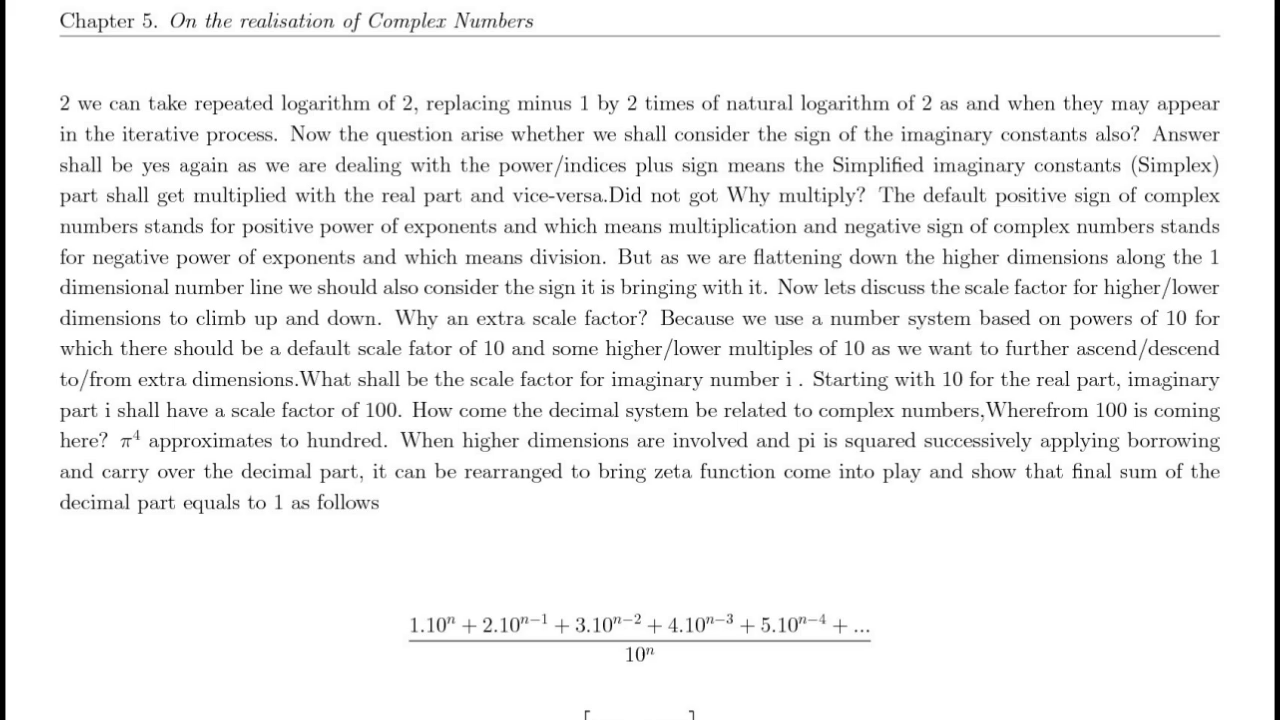 Chapter 5. On the realisation of Complex Numbers
2 we can take repeated logarithm of 2, replacing minus 1 by 2 times of natural logarithm of 2 as and when they may appear
in the iterative process. Now the question arise whether we shall consider the sign of the imaginary constants also? Answer
shall be yes again as we are dealing with the power/indices plus sign means the Simplified imaginary constants (Simplex)
part shall get multiplied with the real part and vice-versa.Did not got Why multiply? The default positive sign of complex
numbers stands for positive power of exponents and which means multiplication and negative sign of complex numbers stands
for negative power of exponents and which means division. But as we are flattening down the higher dimensions along the 1
dimensional number line we should also consider the sign it is bringing with it. Now lets discuss the scale factor for higher/lower
dimensions to climb up and down. Why an extra scale factor? Because we use a number system based on powers of 10 for
which there should be a default scale fator of 10 and some higher/lower multiples of 10 as we want to further ascend/descend
to/from extra dimensions.What shall be the scale factor for imaginary number i . Starting with 10 for the real part, imaginary
part i shall have a scale factor of 100. How come the decimal system be related to complex numbers,Wherefrom 100 is coming
here? π⁴ approximates to hundred. When higher dimensions are involved and pi is squared successively applying borrowing
and carry over the decimal part, it can be rearranged to bring zeta function come into play and show that final sum of the
decimal part equals to 1 as follows
1.10ⁿ + 2.10ⁿ⁻¹ + 3.10ⁿ⁻² + 4.10ⁿ⁻³ + 5.10ⁿ⁻⁴ + ...
10ⁿ